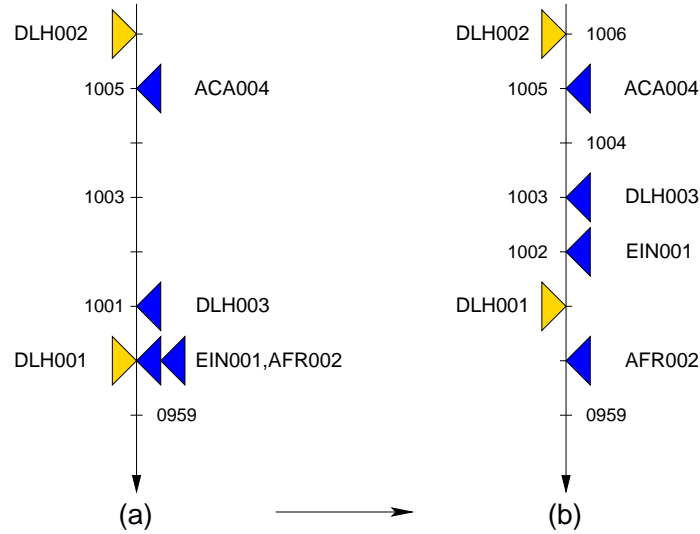 DLH002
1005 ACA004
1003
1001 DLH003
DLH001 EIN001,AFR002
0959
(a)
DLH002 1006
1005 ACA004
1004
1003 DLH003
1002 EIN001
DLH001
AFR002
0959
(b)